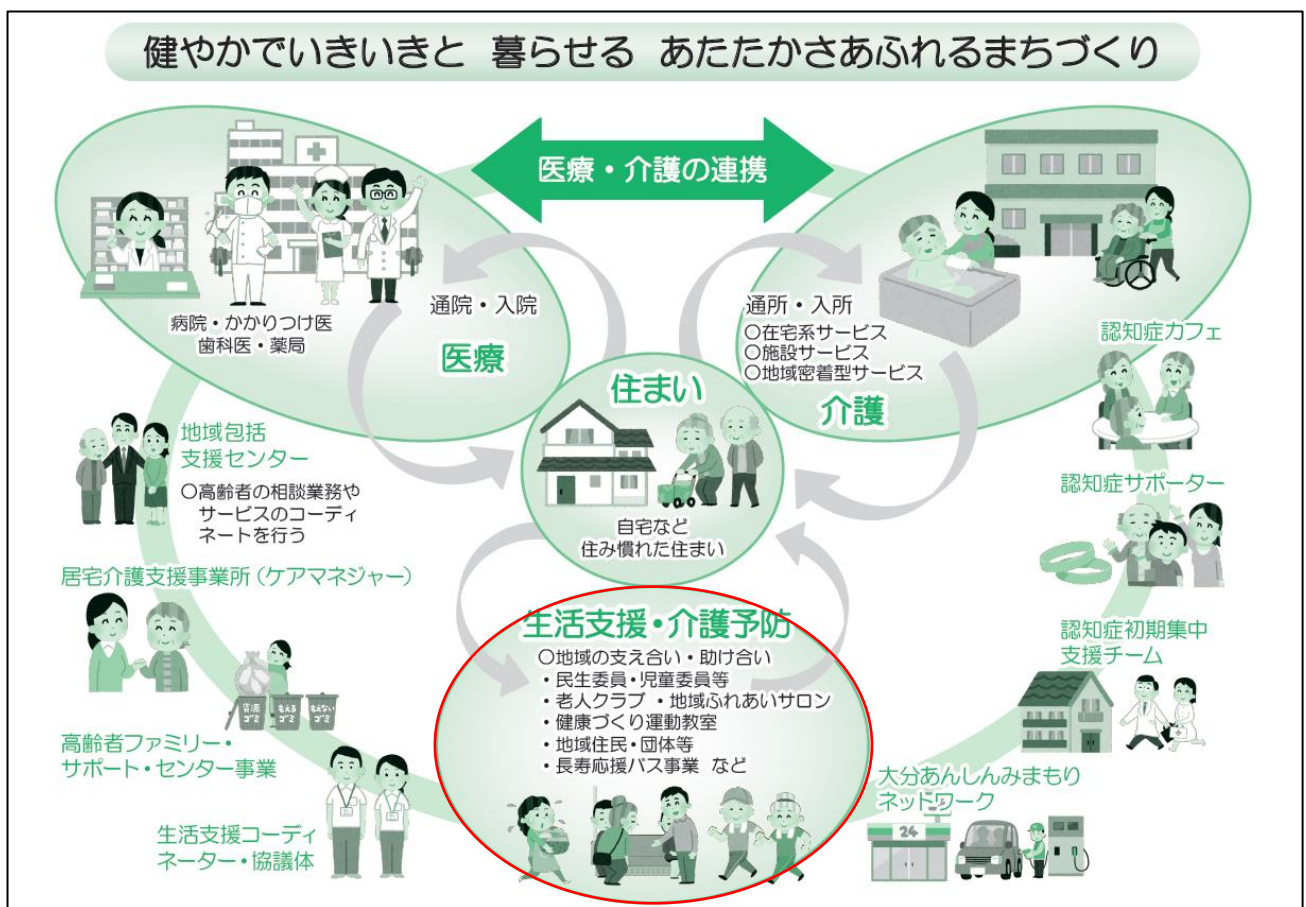 健やかでいきいきと 暮らせる あたたかさあふれるまちづくり
医療・介護の連携
病院・かかりつけ医
歯科医・薬局
通院・入院
医療
通所・入所
○在宅系サービス
○施設サービス
○地域密着型サービス
介護
住まい
自宅など
住み慣れた住まい
地域包括
支援センター
○高齢者の相談業務や
サービスのコーディ
ネートを行う
居宅介護支援事業所（ケアマネジャー）
資源
ゴミ
もえる
ゴミ
もえない
ゴミ
高齢者ファミリー・
サポート・センター事業
生活支援コーディ
ネーター・協議体
生活支援・介護予防
○地域の支え合い・助け合い
・民生委員・児童委員等
・老人クラブ ・地域ふれあいサロン
・健康づくり運動教室
・地域住民・団体等
・長寿応援バス事業 など
認知症カフェ
認知症サポーター
認知症初期集中
支援チーム
大分あんしんみまもり
ネットワーク
24